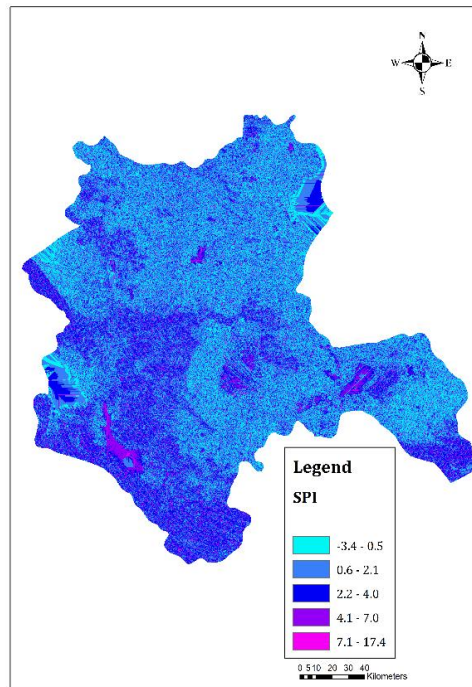 N
W E
S
Legend
SPI
-3.4 - 0.5
0.6 - 2.1
2.2 - 4.0
4.1 - 7.0
7.1 - 17.4
0 5 10 20 30 40
Kilometers